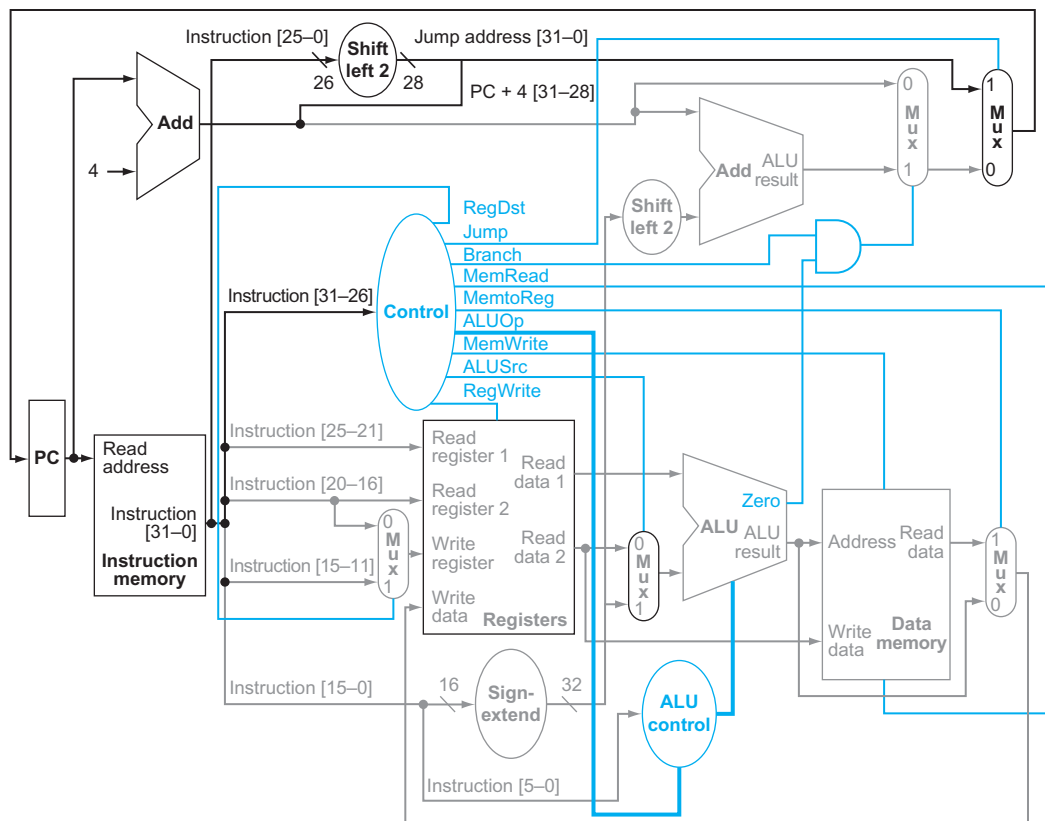 Instruction [25–0]
Shift
left 2
Jump address [31–0]
26
28
PC + 4 [31–28]
Add
4
0
M
u
x
1
1
M
u
x
0
Add
ALU
result
Shift
left 2
RegDst
Jump
Branch
MemRead
MemtoReg
ALUOp
MemWrite
ALUSrc
RegWrite
Instruction [31–26]
Control
PC
Read
address
Instruction
[31–0]
Instruction
memory
Instruction [25–21]
Instruction [20–16]
Instruction [15–11]
0
M
u
x
1
Read
register 1
Read
register 2
Write
register
Write
data
Read
data 1
Read
data 2
Registers
0
M
u
x
1
Zero
ALU
ALU
result
Address
Read
data
Write
data
Data
memory
1
M
u
x
0
Instruction [15–0]
16
Sign-
extend
32
ALU
control
Instruction [5–0]